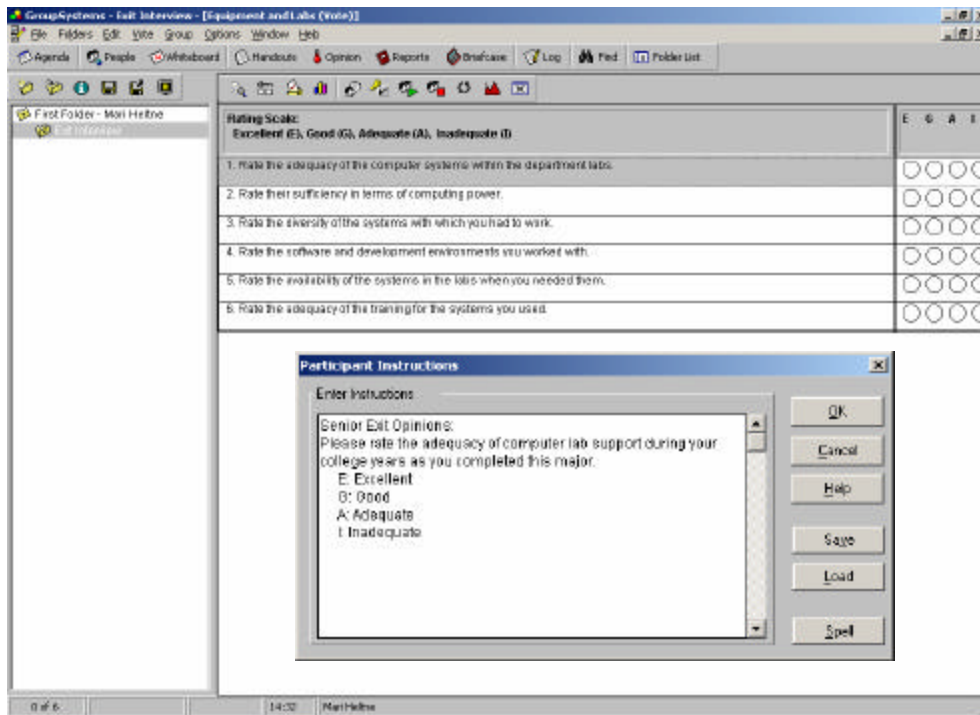 GroupSystems - Exit Interview - [Equipment and Labs (Vote)]
File Folders Edit Vote Group Options Window Help
Agenda People Whiteboard Handouts Opinion Reports Briefcase Log Find Folder List
First Folder - Mari Heltne
Exit Interview
Rating Scale:
Excellent (E), Good (G), Adequate (A), Inadequate (I)
E G A I
1. Rate the adequacy of the computer systems within the department labs.
2. Rate their sufficiency in terms of computing power.
3. Rate the diversity of the systems with which you had to work.
4. Rate the software and development environments you worked with.
5. Rate the availability of the systems in the labs when you needed them.
6. Rate the adequacy of the training for the systems you used.
Participant Instructions
Enter Instructions
Senior Exit Opinions:
Please rate the adequacy of computer lab support during your
college years as you completed this major.
E: Excellent
G: Good
A: Adequate
I: Inadequate
OK
Cancel
Help
Save
Load
Spell
0 of 6 14:32 Mari Heltne